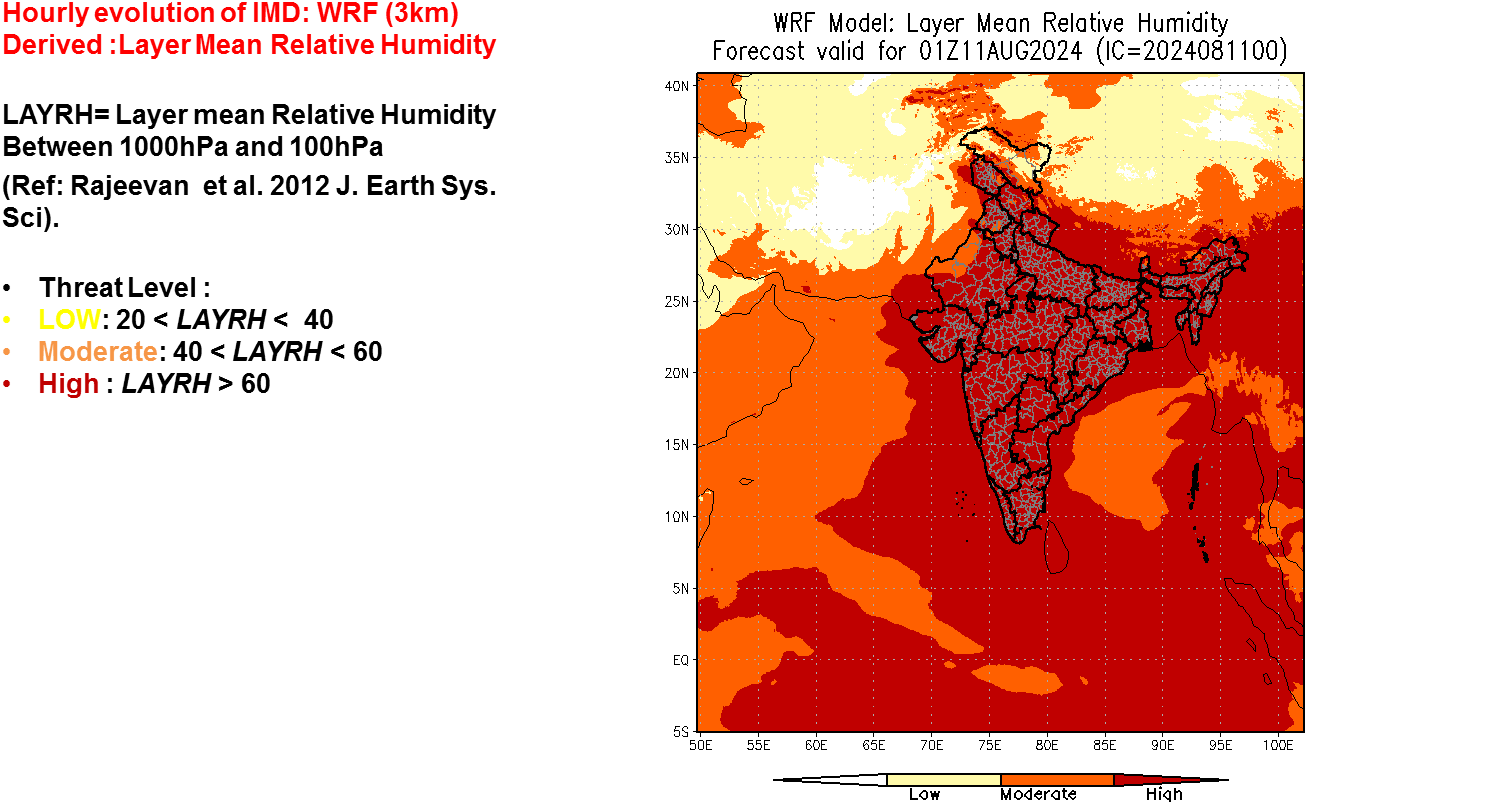 Hourly evolution of IMD: WRF (3km)
Derived :Layer Mean Relative Humidity
LAYRH= Layer mean Relative Humidity
Between 1000hPa and 100hPa
(Ref: Rajeevan et al. 2012 J. Earth Sys.
Sci).
• Threat Level :
• LOW: 20 < LAYRH < 40
• Moderate: 40 < LAYRH < 60
• High : LAYRH > 60
WRF Model: Layer Mean Relative Humidity
Forecast valid for 01Z11AUG2024 (IC=2024081100)
40N
35N
30N
25N
20N
15N
10N
5N
EQ
5S
50E 55E 60E 65E 70E 75E 80E 85E 90E 95E 100E
Low Moderate High